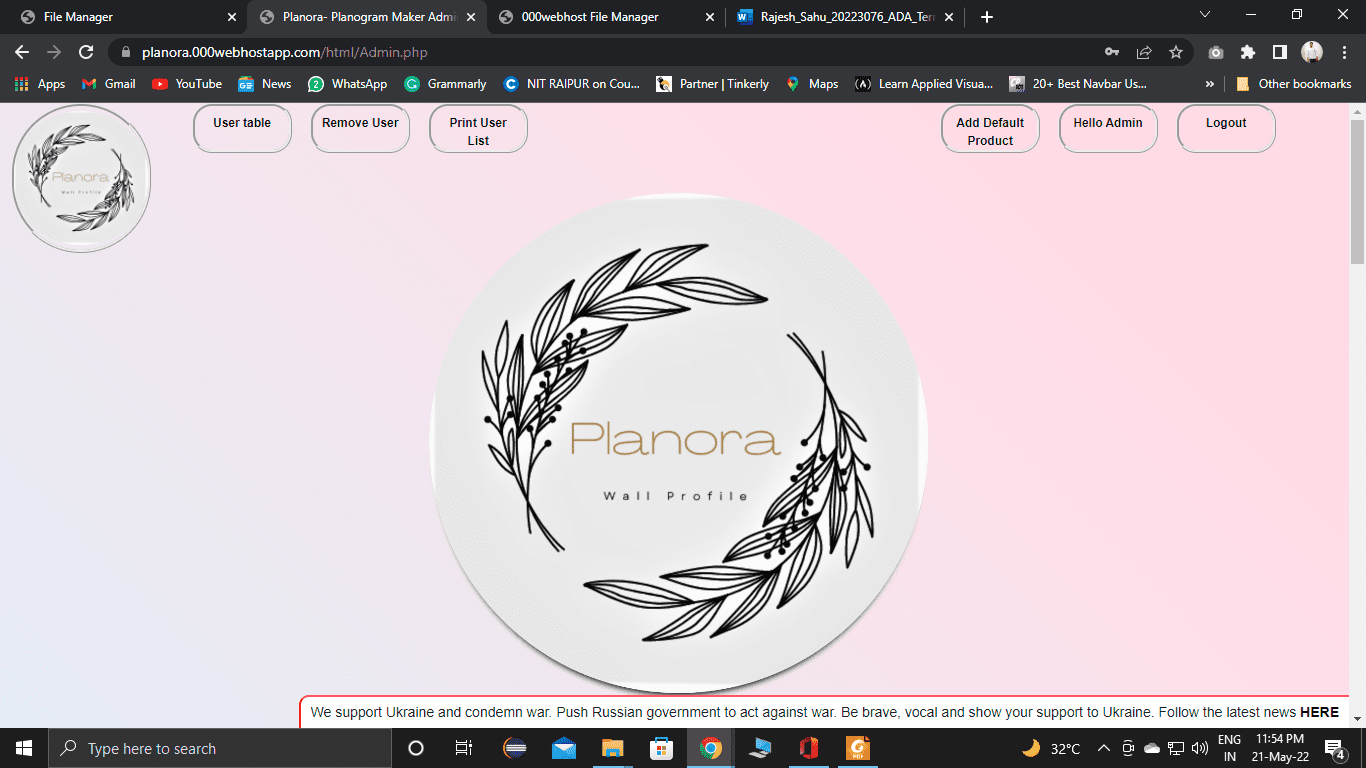 File Manager
Planora- Planogram Maker Admi
000webhost File Manager
Rajesh_Sahu_20223076_ADA_Ter
planora.000webhostapp.com/html/Admin.php
Apps
Gmail
YouTube
News
WhatsApp
Grammarly
NIT RAIPUR on Cou...
Partner | Tinkerly
Maps
Learn Applied Visua...
20+ Best Navbar Us...
»
Other bookmarks
User table
Remove User
Print User
List
Add Default
Product
Hello Admin
Logout
Planora
Wall Profile
Planora
Wall Profile
We support Ukraine and condemn war. Push Russian government to act against war. Be brave, vocal and show your support to Ukraine. Follow the latest news HERE
Type here to search
32°C
ENG
IN
11:54 PM
21-May-22
4